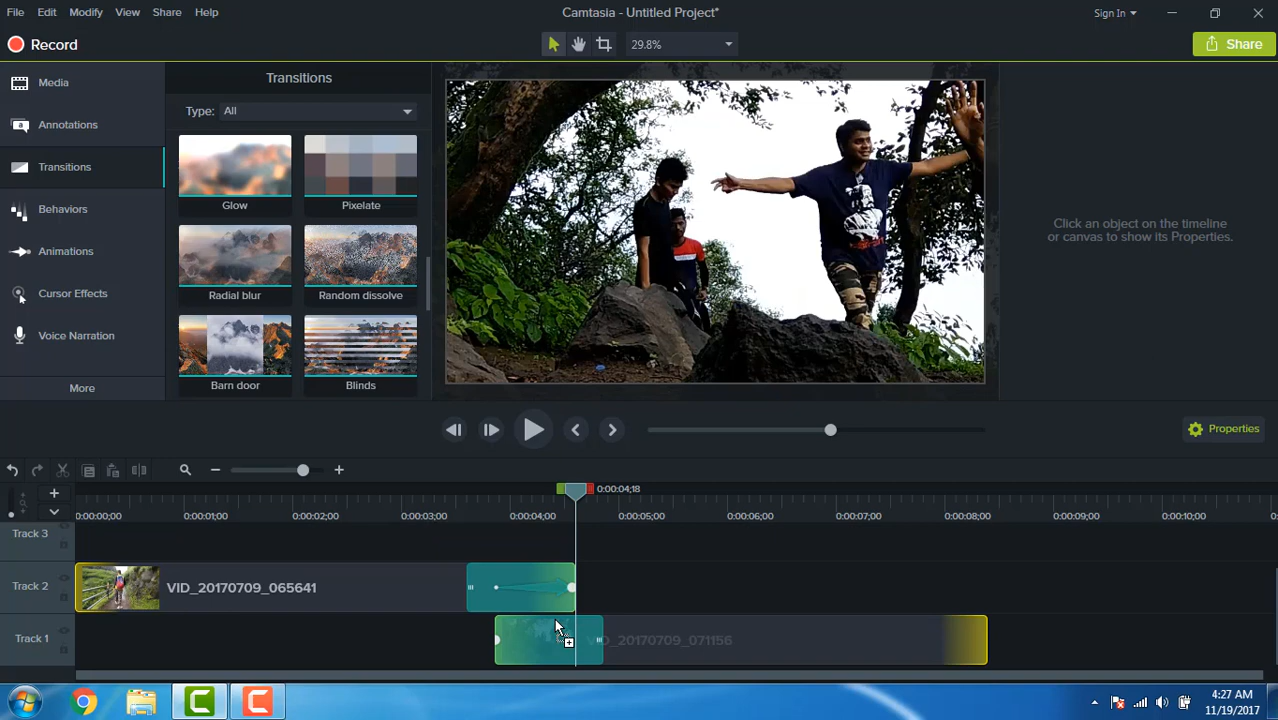 File Edit Modify View Share Help
Camtasia - Untitled Project*
Sign In
Record
29.8%
Share
Media
Annotations
Transitions
Behaviors
Animations
Cursor Effects
Voice Narration
More
Transitions
Type: All
Glow
Pixelate
Radial blur
Random dissolve
Barn door
Blinds
Click an object on the timeline
or canvas to show its Properties.
Properties
0:00:04;18
0:00:00;00 0:00:01;00 0:00:02;00 0:00:03;00 0:00:04;00 0:00:05;00 0:00:06;00 0:00:07;00 0:00:08;00 0:00:09;00 0:00:10;00
Track 3
Track 2
VID_20170709_065641
Track 1
VID_20170709_071156
4:27 AM
11/19/2017